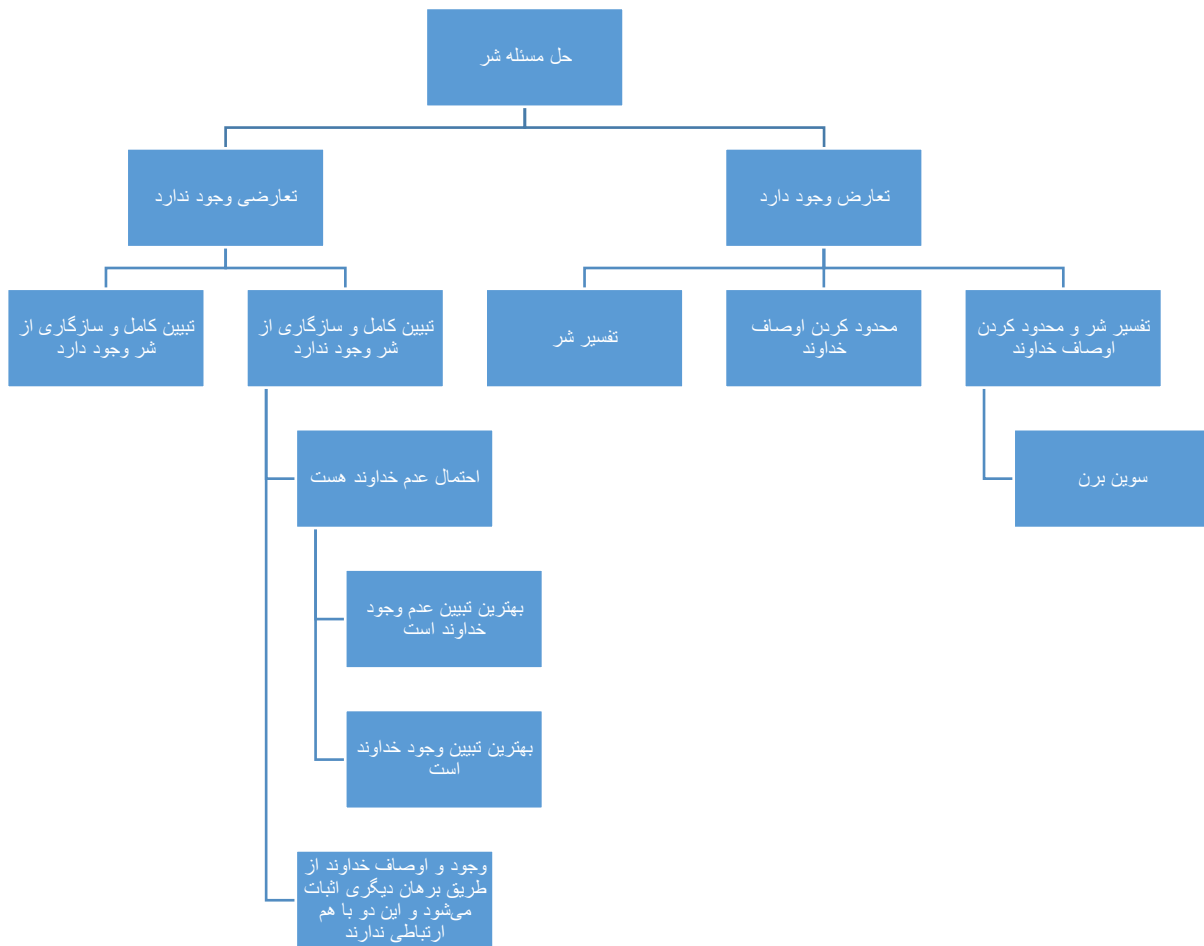 حل مسئله شر
تعارض وجود دارد
تعارضی وجود ندارد
تفسیر شر و محدود کردن
اوصاف خداوند
محدود کردن اوصاف
خداوند
تفسیر شر
تبیین کامل و سازگاری از
شر وجود ندارد
تبیین کامل و سازگاری از
شر وجود دارد
سوین برن
احتمال عدم خداوند هست
بهترین تبیین عدم وجود
خداوند است
بهترین تبیین وجود خداوند
است
وجود و اوصاف خداوند از
طریق برهان دیگری اثبات
می‌شود و این دو با هم
ارتباطی ندارند